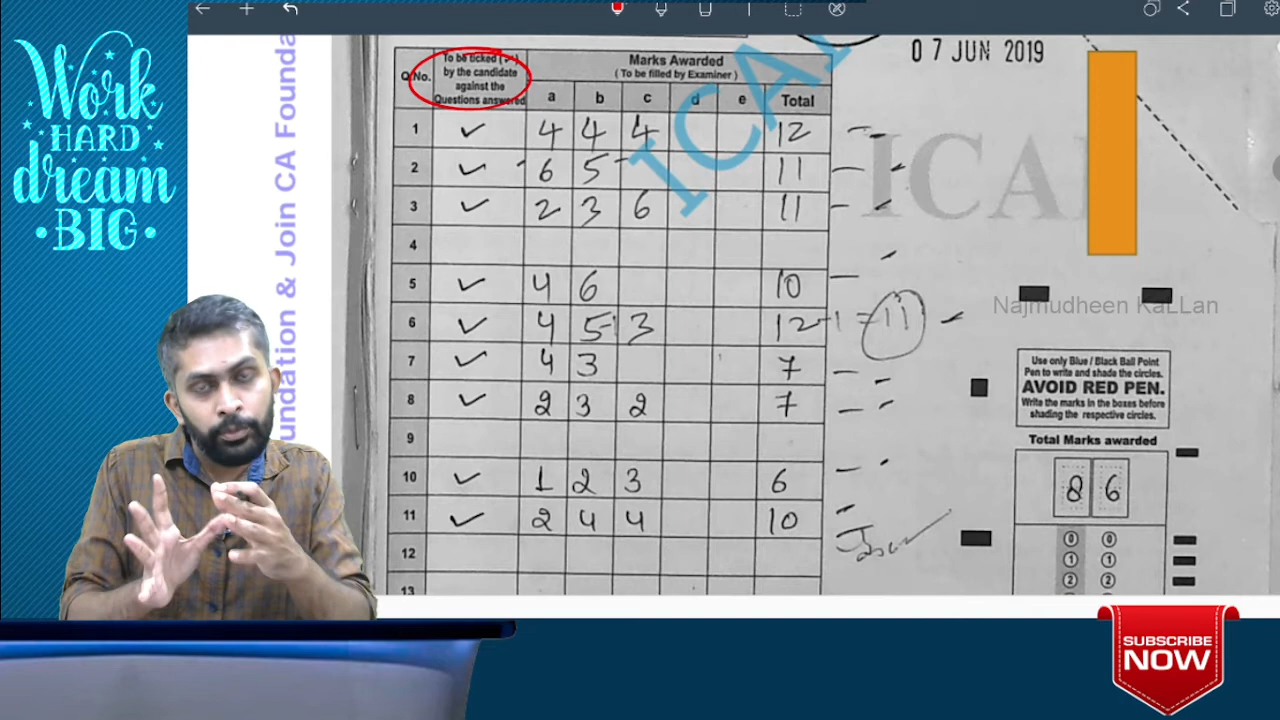 Work
HARD
dream
BIG
undation & Join CA Founda
07 JUN 2019
Q.No.
To be ticked (✓)
by the candidate
against the
Questions answered
Marks Awarded
( To be filled by Examiner )
a b c d e Total
1 ✓ 4 4 4 12
2 ✓ 6 5 11
3 ✓ 2 3 6 11
4
5 ✓ 4 6 10
6 ✓ 4 5 3 12 -1 = 11
7 ✓ 4 3 7
8 ✓ 2 3 2 7
9
10 ✓ 1 2 3 6
11 ✓ 2 4 4 10
12
13
ICAI
ICAI
Najmudheen KaLLan
Use only Blue / Black Ball Point
Pen to write and shade the circles.
AVOID RED PEN.
Write the marks in the boxes before
shading the respective circles.
Total Marks awarded
8 6
0 0
1 1
2 2
SUBSCRIBE
NOW